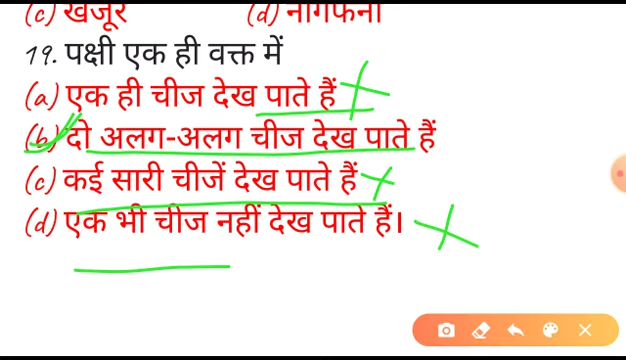 (c) खजूर (d) नागफनी
19. पक्षी एक ही वक्त में
(a) एक ही चीज देख पाते हैं
(b) दो अलग-अलग चीज देख पाते हैं
(c) कई सारी चीजें देख पाते हैं
(d) एक भी चीज नहीं देख पाते हैं।